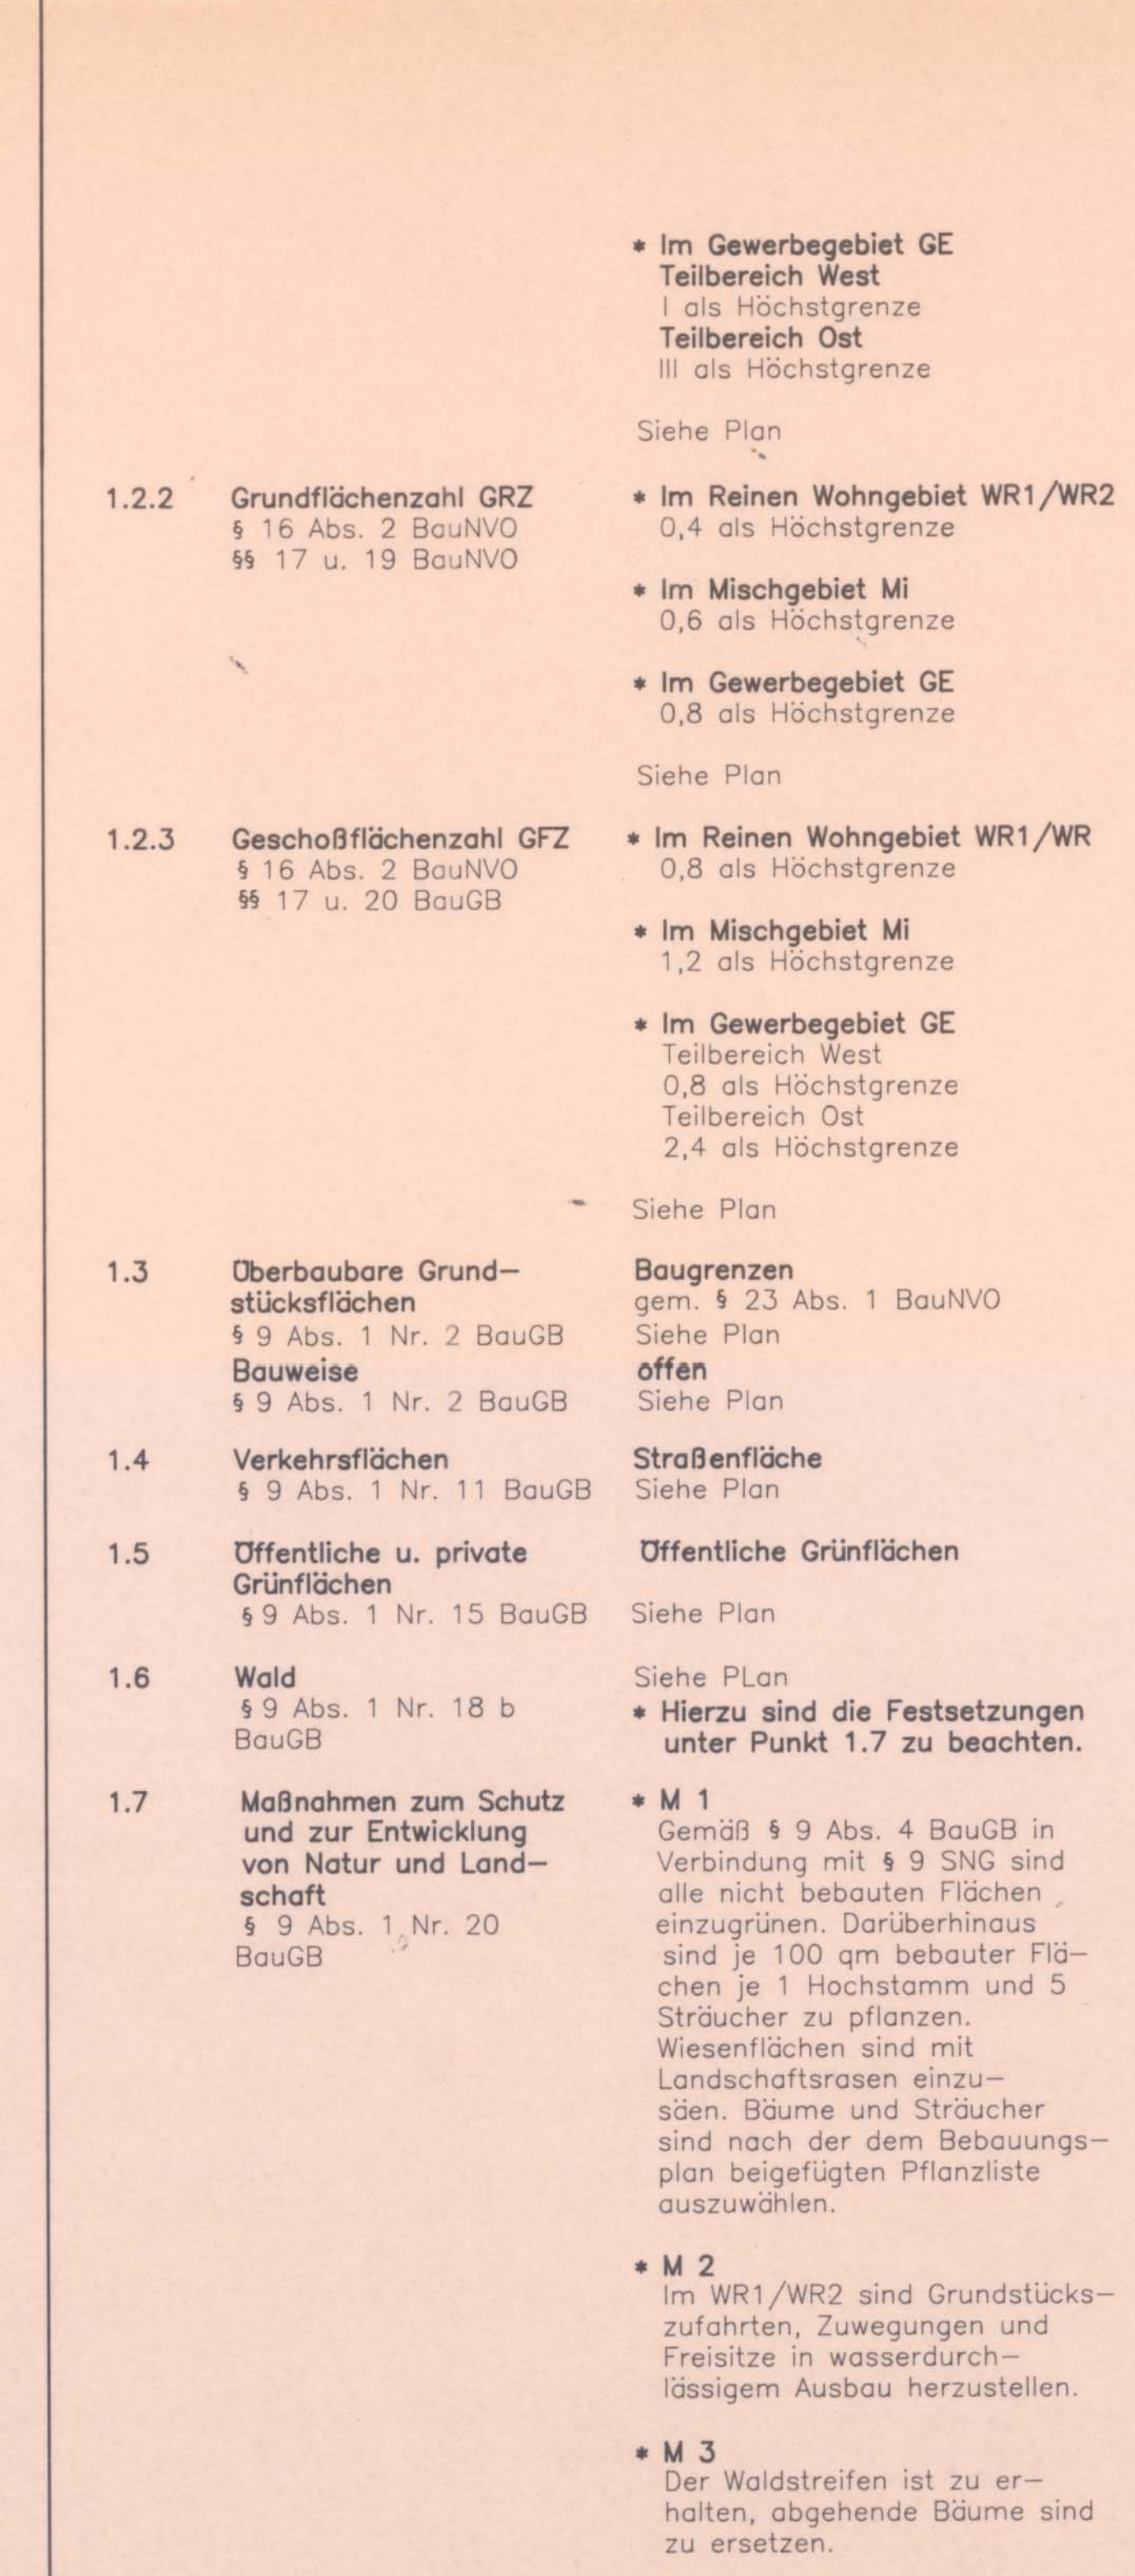 * Im Gewerbegebiet GE
Teilbereich West
I als Höchstgrenze
Teilbereich Ost
III als Höchstgrenze
Siehe Plan
1.2.2 Grundflächenzahl GRZ
§ 16 Abs. 2 BauNVO
§§ 17 u. 19 BauNVO
* Im Reinen Wohngebiet WR1/WR2
0,4 als Höchstgrenze
* Im Mischgebiet Mi
0,6 als Höchstgrenze
* Im Gewerbegebiet GE
0,8 als Höchstgrenze
Siehe Plan
1.2.3 Geschoßflächenzahl GFZ
§ 16 Abs. 2 BauNVO
§§ 17 u. 20 BauGB
* Im Reinen Wohngebiet WR1/WR
0,8 als Höchstgrenze
* Im Mischgebiet Mi
1,2 als Höchstgrenze
* Im Gewerbegebiet GE
Teilbereich West
0,8 als Höchstgrenze
Teilbereich Ost
2,4 als Höchstgrenze
Siehe Plan
1.3 Überbaubare Grund–
stücksflächen
§ 9 Abs. 1 Nr. 2 BauGB
Baugrenzen
gem. § 23 Abs. 1 BauNVO
Siehe Plan
Bauweise
§ 9 Abs. 1 Nr. 2 BauGB
offen
Siehe Plan
1.4 Verkehrsflächen
§ 9 Abs. 1 Nr. 11 BauGB
Straßenfläche
Siehe Plan
1.5 Öffentliche u. private
Grünflächen
§ 9 Abs. 1 Nr. 15 BauGB
Öffentliche Grünflächen
Siehe Plan
1.6 Wald
§ 9 Abs. 1 Nr. 18 b
BauGB
Siehe PLan
* Hierzu sind die Festsetzungen
unter Punkt 1.7 zu beachten.
1.7 Maßnahmen zum Schutz
und zur Entwicklung
von Natur und Land–
schaft
§ 9 Abs. 1 Nr. 20
BauGB
* M 1
Gemäß § 9 Abs. 4 BauGB in
Verbindung mit § 9 SNG sind
alle nicht bebauten Flächen
einzugrünen. Darüberhinaus
sind je 100 qm bebauter Flä–
chen je 1 Hochstamm und 5
Sträucher zu pflanzen.
Wiesenflächen sind mit
Landschaftsrasen einzu–
säen. Bäume und Sträucher
sind nach der dem Bebauungs–
plan beigefügten Pflanzliste
auszuwählen.
* M 2
Im WR1/WR2 sind Grundstücks–
zufahrten, Zuwegungen und
Freisitze in wasserdurch–
lässigem Ausbau herzustellen.
* M 3
Der Waldstreifen ist zu er–
halten, abgehende Bäume sind
zu ersetzen.